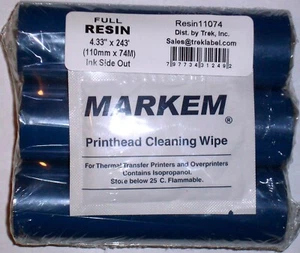 FULL
RESIN
4.33" x 243'
(110mm x 74M)
Ink Side Out
Resin11074
Dist. by Trek, Inc.
Sales@treklabel.com
797734312492
MARKEM®
Printhead Cleaning Wipe
For Thermal Transfer Printers and Overprinters
Contains Isopropanol.
Store below 25 C. Flammable.